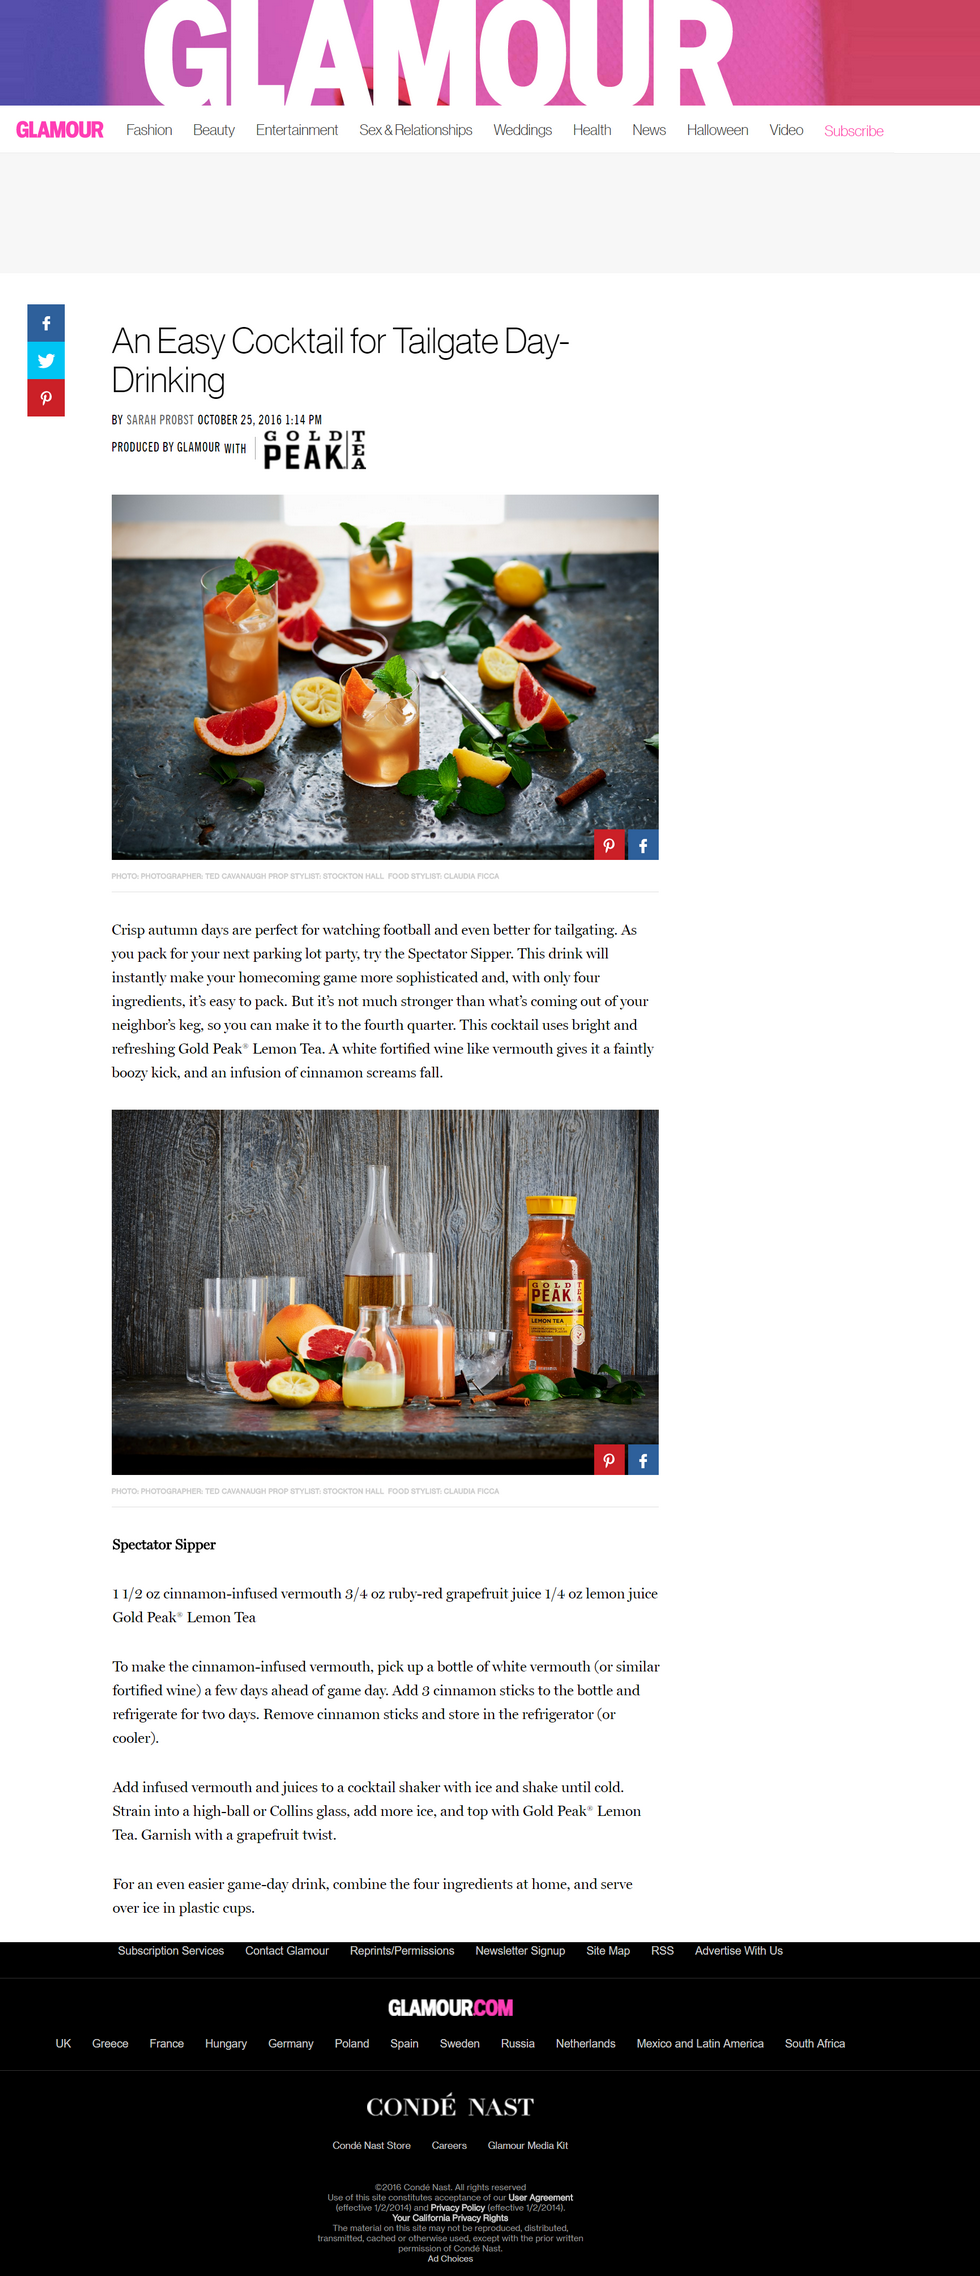 GLAMOUR
GLAMOUR Fashion Beauty Entertainment Sex & Relationships Weddings Health News Halloween Video Subscribe
An Easy Cocktail for Tailgate Day-
Drinking
BY SARAH PROBST OCTOBER 25, 2016 1:14 PM
PRODUCED BY GLAMOUR WITH GOLD PEAK TEA
PHOTO: PHOTOGRAPHER: TED CAVANAUGH PROP STYLIST: STOCKTON HALL FOOD STYLIST: CLAUDIA FICCA
Crisp autumn days are perfect for watching football and even better for tailgating. As
you pack for your next parking lot party, try the Spectator Sipper. This drink will
instantly make your homecoming game more sophisticated and, with only four
ingredients, it's easy to pack. But it's not much stronger than what's coming out of your
neighbor's keg, so you can make it to the fourth quarter. This cocktail uses bright and
refreshing Gold Peak® Lemon Tea. A white fortified wine like vermouth gives it a faintly
boozy kick, and an infusion of cinnamon screams fall.
GOLD PEAK TEA
LEMON TEA
PHOTO: PHOTOGRAPHER: TED CAVANAUGH PROP STYLIST: STOCKTON HALL FOOD STYLIST: CLAUDIA FICCA
Spectator Sipper
1 1/2 oz cinnamon-infused vermouth 3/4 oz ruby-red grapefruit juice 1/4 oz lemon juice
Gold Peak® Lemon Tea
To make the cinnamon-infused vermouth, pick up a bottle of white vermouth (or similar
fortified wine) a few days ahead of game day. Add 3 cinnamon sticks to the bottle and
refrigerate for two days. Remove cinnamon sticks and store in the refrigerator (or
cooler).
Add infused vermouth and juices to a cocktail shaker with ice and shake until cold.
Strain into a high-ball or Collins glass, add more ice, and top with Gold Peak® Lemon
Tea. Garnish with a grapefruit twist.
For an even easier game-day drink, combine the four ingredients at home, and serve
over ice in plastic cups.
Subscription Services Contact Glamour Reprints/Permissions Newsletter Signup Site Map RSS Advertise With Us
GLAMOUR.COM
UK Greece France Hungary Germany Poland Spain Sweden Russia Netherlands Mexico and Latin America South Africa
CONDÉ NAST
Condé Nast Store Careers Glamour Media Kit
©2016 Condé Nast. All rights reserved
Use of this site constitutes acceptance of our User Agreement
(effective 1/2/2014) and Privacy Policy (effective 1/2/2014).
Your California Privacy Rights
The material on this site may not be reproduced, distributed,
transmitted, cached or otherwise used, except with the prior written
permission of Condé Nast.
Ad Choices